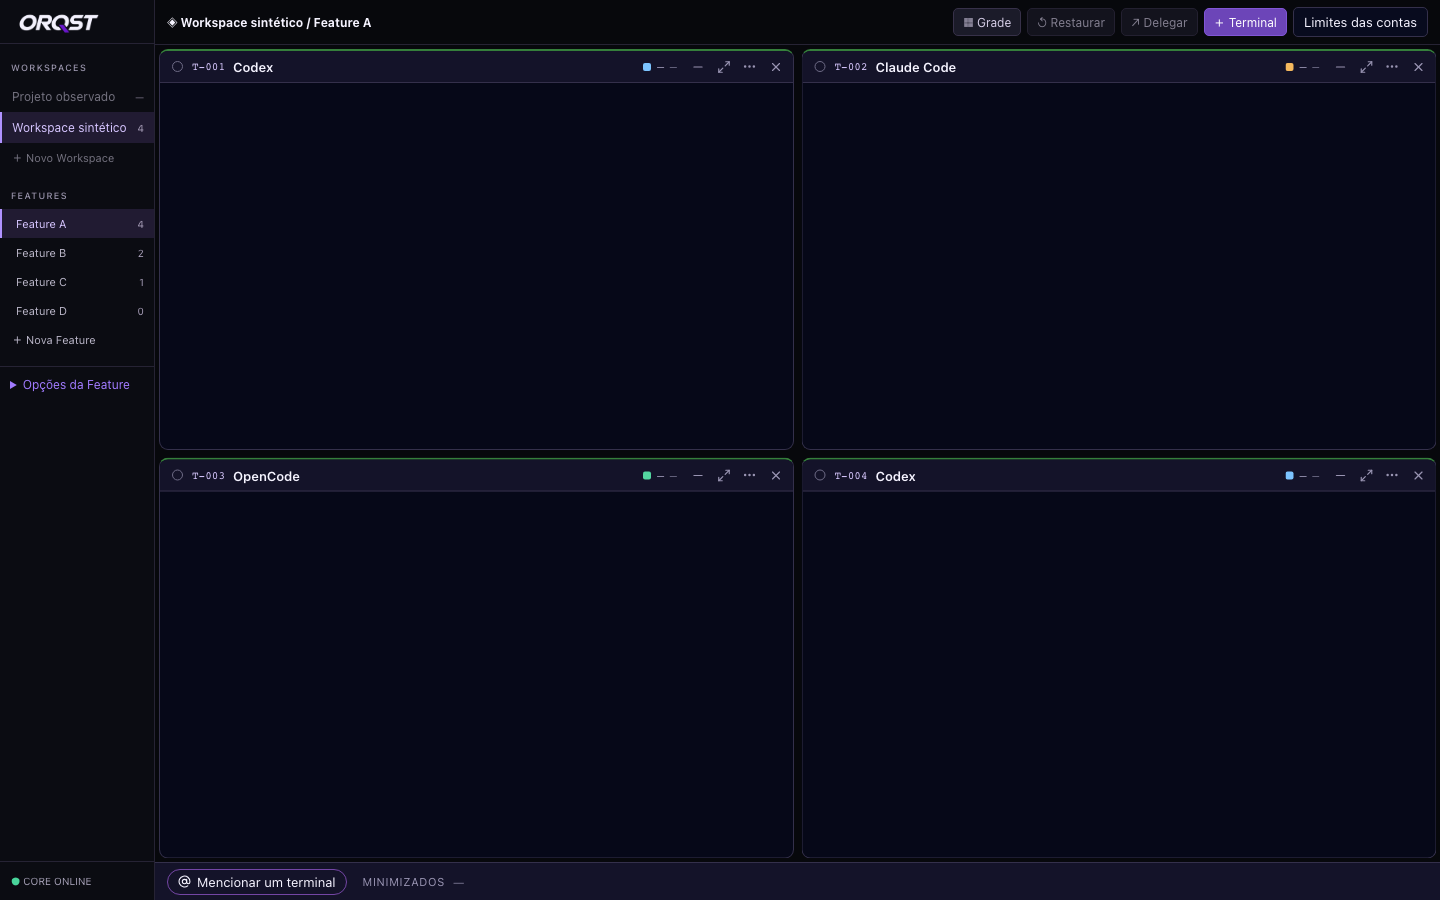 ORQST
◈ Workspace sintético / Feature A
Grade
Restaurar
Delegar
+ Terminal
Limites das contas
WORKSPACES
Projeto observado —
Workspace sintético 4
+ Novo Workspace
FEATURES
Feature A 4
Feature B 2
Feature C 1
Feature D 0
+ Nova Feature
▶ Opções da Feature
CORE ONLINE
T-001 Codex — —
T-002 Claude Code — —
T-003 OpenCode — —
T-004 Codex — —
@ Mencionar um terminal
MINIMIZADOS —